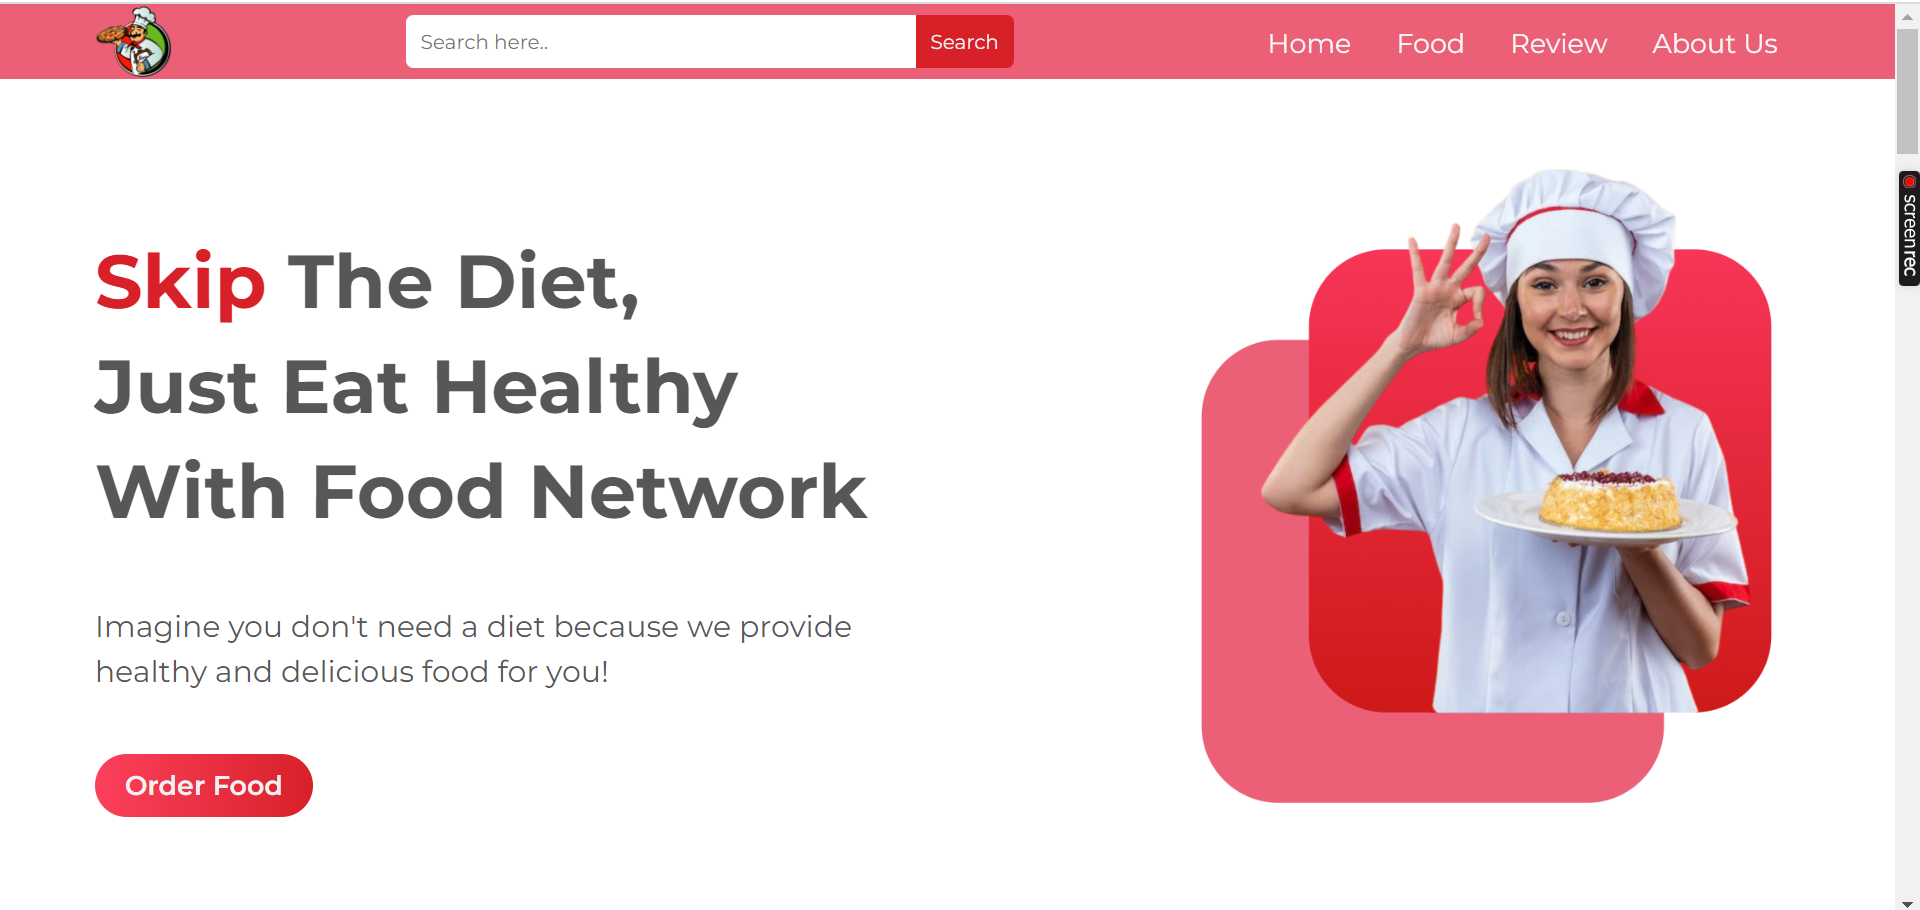 Search here..
Search
Home
Food
Review
About Us
Skip The Diet,
Just Eat Healthy
With Food Network
Imagine you don't need a diet because we provide
healthy and delicious food for you!
Order Food
screenrec